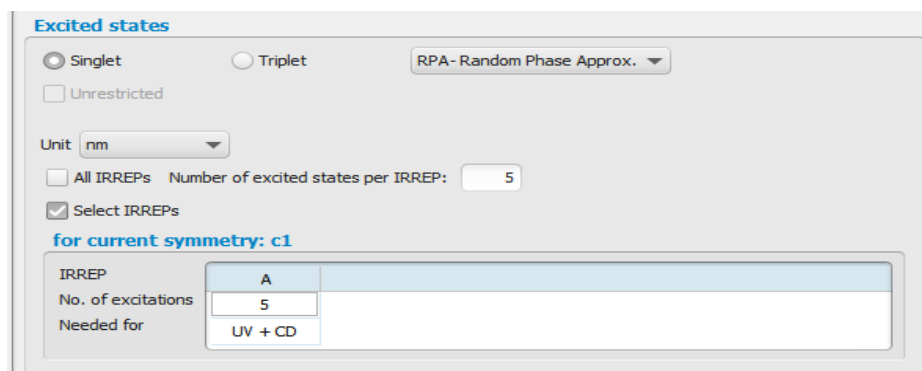 Excited states
Singlet Triplet RPA- Random Phase Approx.
Unrestricted
Unit nm
All IRREPs Number of excited states per IRREP: 5
Select IRREPs
for current symmetry: c1
IRREP A
No. of excitations 5
Needed for UV + CD